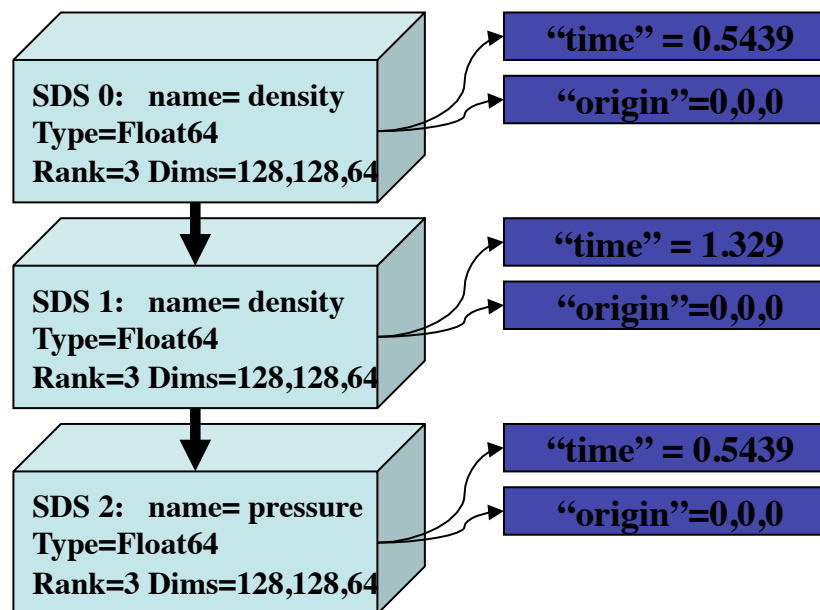 SDS 0: name= density
Type=Float64
Rank=3 Dims=128,128,64
“time” = 0.5439
“origin”=0,0,0
SDS 1: name= density
Type=Float64
Rank=3 Dims=128,128,64
“time” = 1.329
“origin”=0,0,0
SDS 2: name= pressure
Type=Float64
Rank=3 Dims=128,128,64
“time” = 0.5439
“origin”=0,0,0